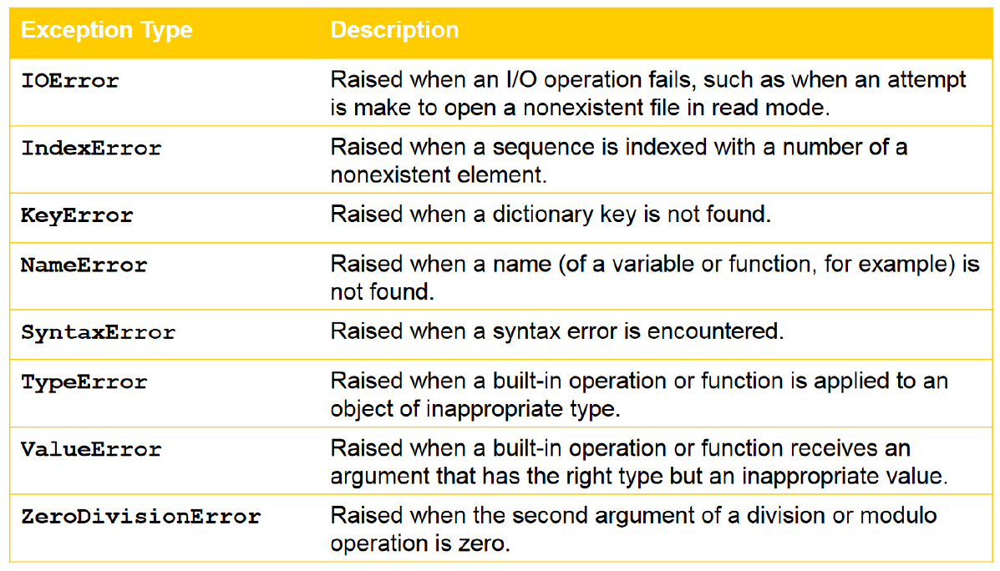 Exception Type Description
IOError Raised when an I/O operation fails, such as when an attempt
is make to open a nonexistent file in read mode.
IndexError Raised when a sequence is indexed with a number of a
nonexistent element.
KeyError Raised when a dictionary key is not found.
NameError Raised when a name (of a variable or function, for example) is
not found.
SyntaxError Raised when a syntax error is encountered.
TypeError Raised when a built-in operation or function is applied to an
object of inappropriate type.
ValueError Raised when a built-in operation or function receives an
argument that has the right type but an inappropriate value.
ZeroDivisionError Raised when the second argument of a division or modulo
operation is zero.